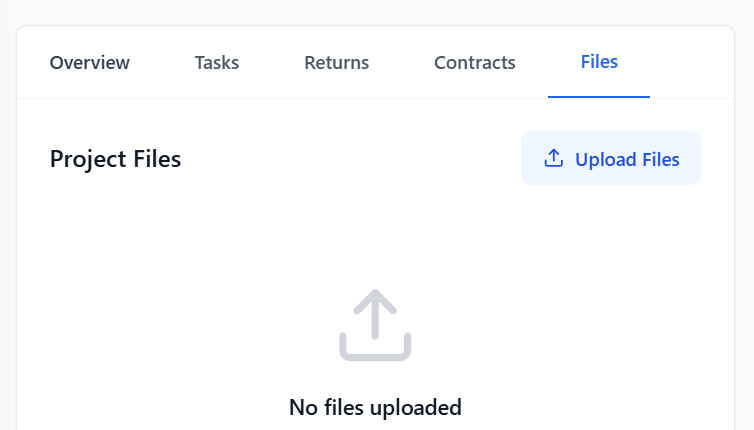 Overview Tasks Returns Contracts Files
Project Files
Upload Files
No files uploaded